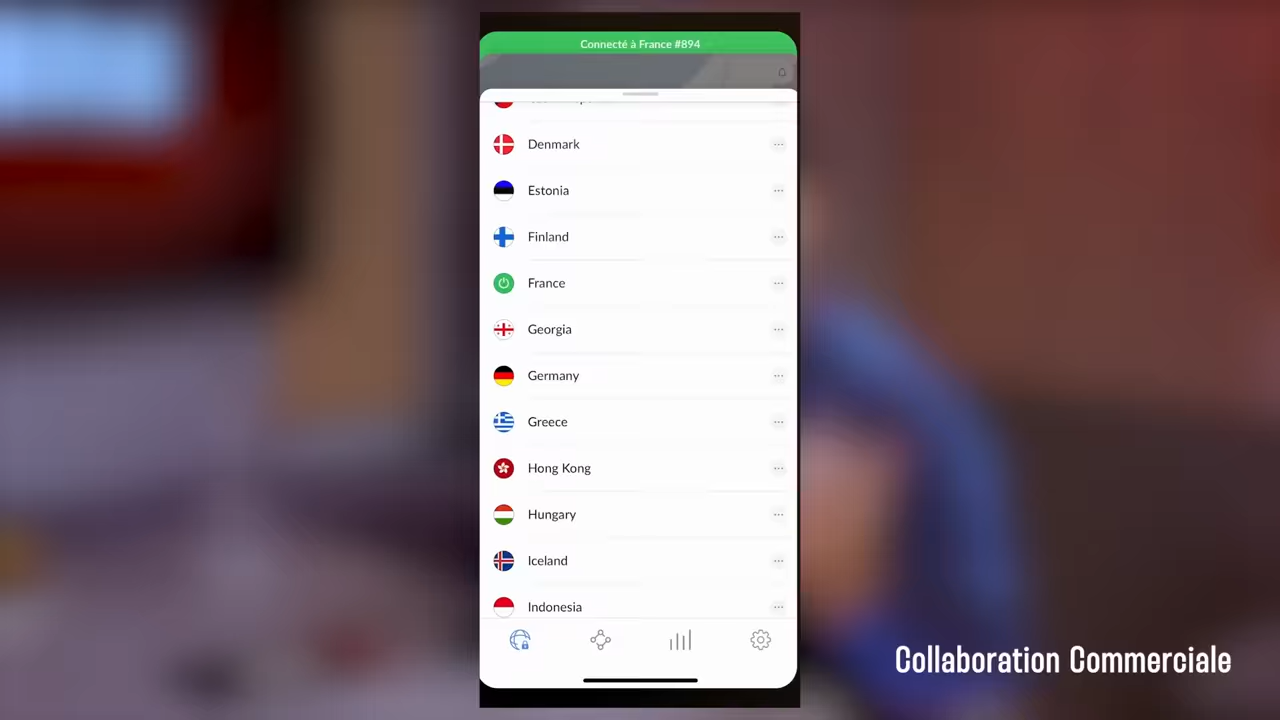 Connecté à France #894
Denmark
Estonia
Finland
France
Georgia
Germany
Greece
Hong Kong
Hungary
Iceland
Indonesia
Collaboration Commerciale